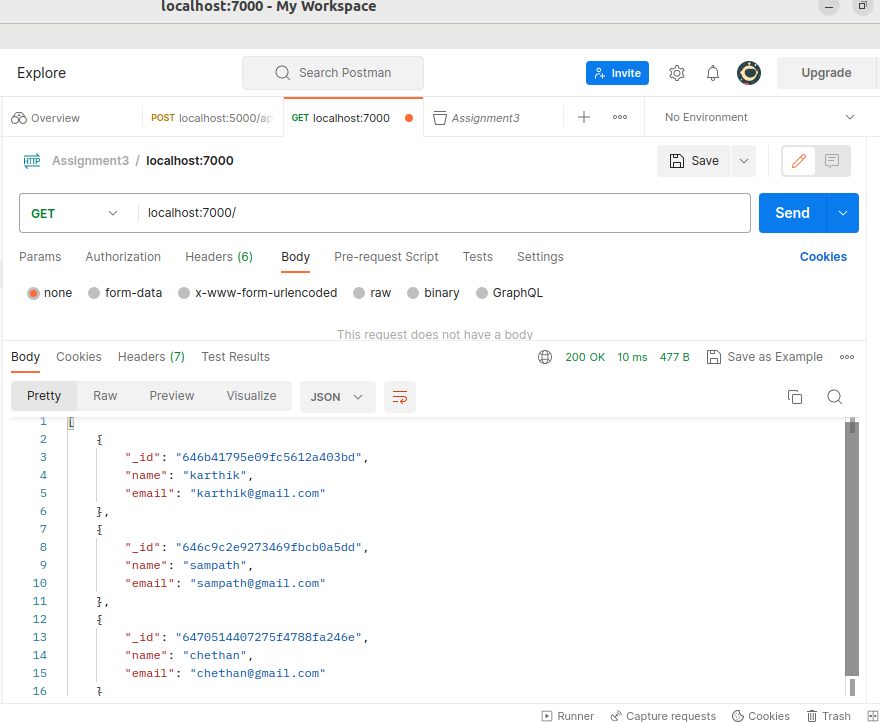 localhost:7000 - My Workspace
Explore
Search Postman
Invite
Upgrade
Overview
POST localhost:5000/ap
GET localhost:7000
Assignment3
No Environment
HTTP Assignment3 / localhost:7000
Save
GET localhost:7000/
Send
Params Authorization Headers (6) Body Pre-request Script Tests Settings Cookies
none form-data x-www-form-urlencoded raw binary GraphQL
This request does not have a body
Body Cookies Headers (7) Test Results 200 OK 10 ms 477 B Save as Example
Pretty Raw Preview Visualize JSON
1 [
2 {
3 "_id": "646b41795e09fc5612a403bd",
4 "name": "karthik",
5 "email": "karthik@gmail.com"
6 },
7 {
8 "_id": "646c9c2e9273469fbcb0a5dd",
9 "name": "sampath",
10 "email": "sampath@gmail.com"
11 },
12 {
13 "_id": "6470514407275f4788fa246e",
14 "name": "chethan",
15 "email": "chethan@gmail.com"
16 }
Runner Capture requests Cookies Trash